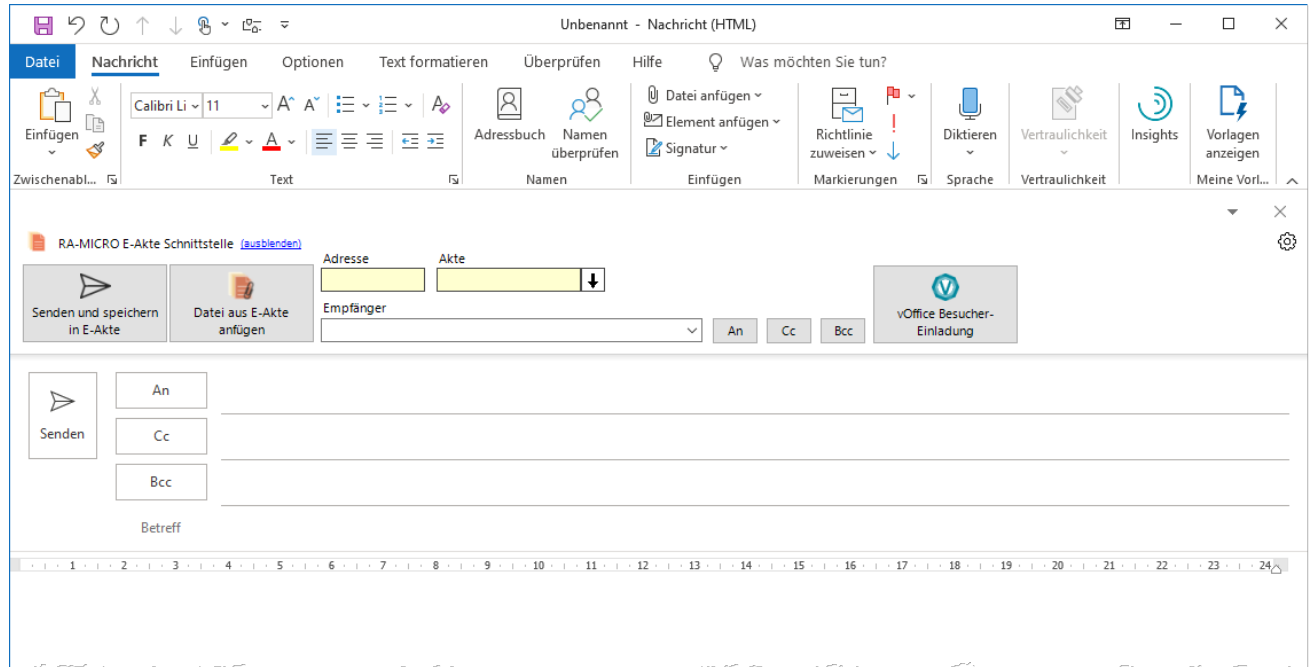 Unbenannt - Nachricht (HTML)
Datei Nachricht Einfügen Optionen Text formatieren Überprüfen Hilfe Was möchten Sie tun?
Einfügen
Calibri Li 11
F K U
Adressbuch
Namen überprüfen
Datei anfügen
Element anfügen
Signatur
Richtlinie zuweisen
Diktieren
Vertraulichkeit
Insights
Vorlagen anzeigen
Zwischenabl... Text Namen Einfügen Markierungen Sprache Vertraulichkeit Meine Vorl...
RA-MICRO E-Akte Schnittstelle (ausblenden)
Senden und speichern
in E-Akte
Datei aus E-Akte
anfügen
Adresse Akte
Empfänger
An Cc Bcc
vOffice Besucher-
Einladung
Senden
An
Cc
Bcc
Betreff
1 2 3 4 5 6 7 8 9 10 11 12 13 14 15 16 17 18 19 20 21 22 23 24